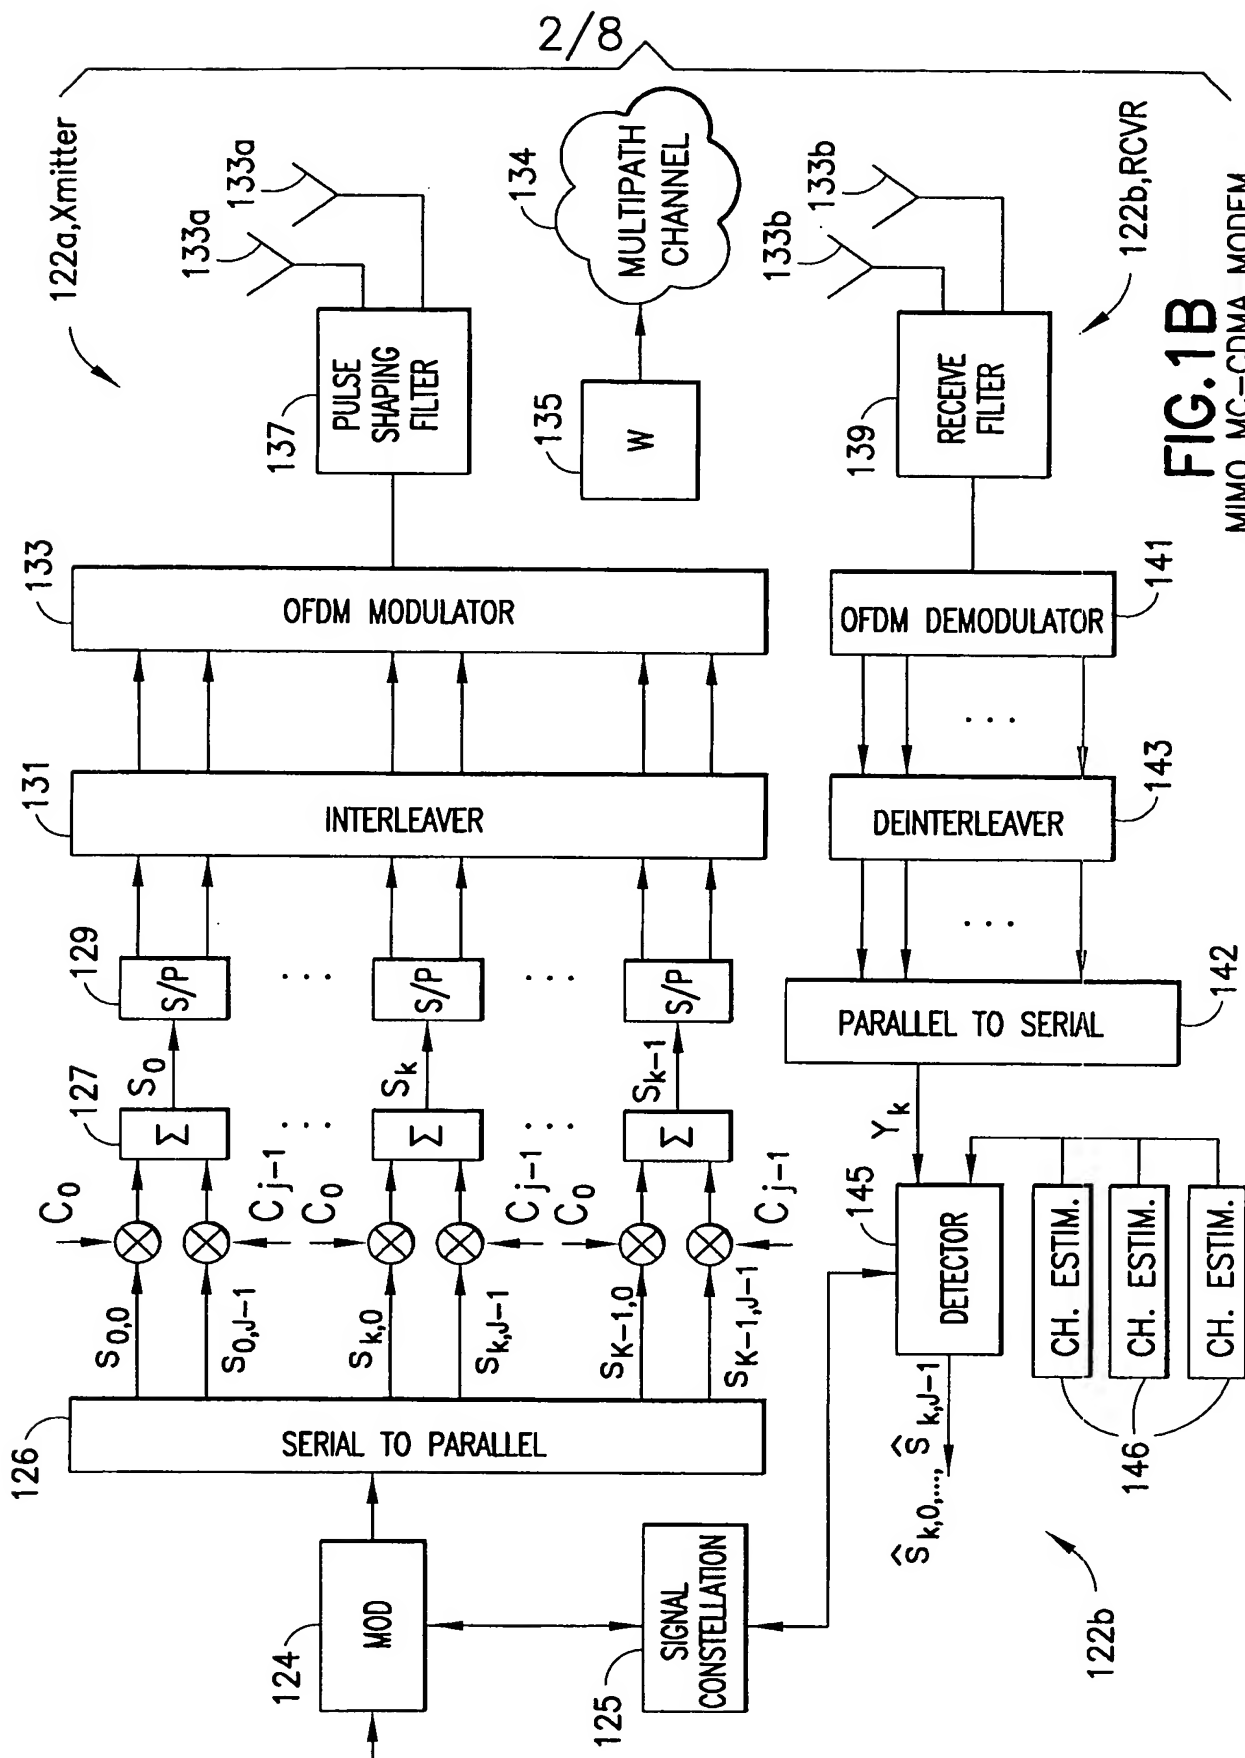 2/8
122a,Xmitter
133a
133a
137
PULSE
SHAPING
FILTER
134
MULTIPATH
CHANNEL
135
W
133b
133b
122b,RCVR
139
RECEIVE
FILTER
133
OFDM MODULATOR
131
INTERLEAVER
129
S/P
. . .
S/P
. . .
S/P
127
S0
Σ
. . .
Sk
Σ
. . .
Sk-1
Σ
C0
Cj-1
C0
Cj-1
C0
Cj-1
s0,0
s0,J-1
sk,0
sk,J-1
sK-1,0
sK-1,J-1
126
SERIAL TO PARALLEL
124
MOD
125
SIGNAL
CONSTELLATION
141
OFDM DEMODULATOR
. . .
143
DEINTERLEAVER
. . .
142
PARALLEL TO SERIAL
Yk
145
DETECTOR
ŝk,0,..., ŝk,J-1
CH. ESTIM.
CH. ESTIM.
CH. ESTIM.
146
122b
FIG.1B
MIMO MC-CDMA MODEM